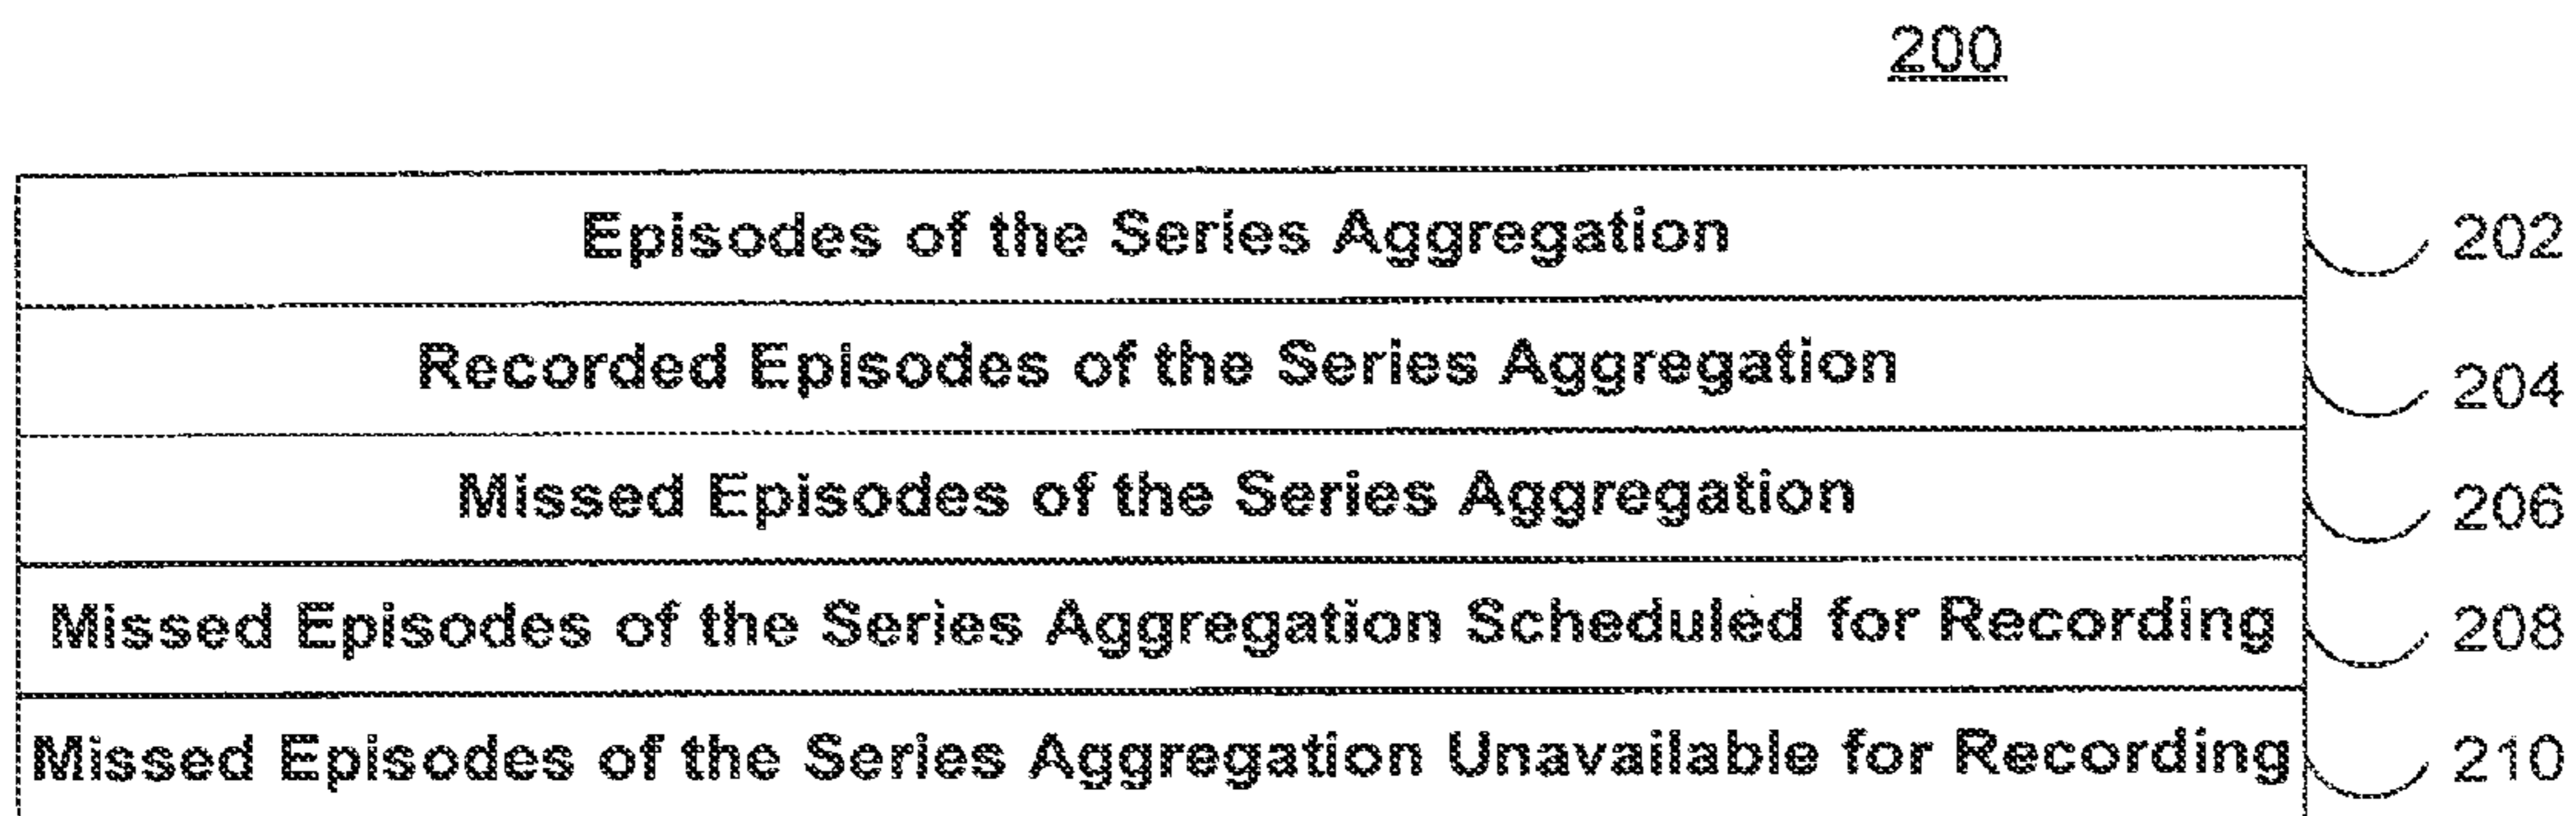 200
Episodes of the Series Aggregation 202
Recorded Episodes of the Series Aggregation 204
Missed Episodes of the Series Aggregation 206
Missed Episodes of the Series Aggregation Scheduled for Recording 208
Missed Episodes of the Series Aggregation Unavailable for Recording 210